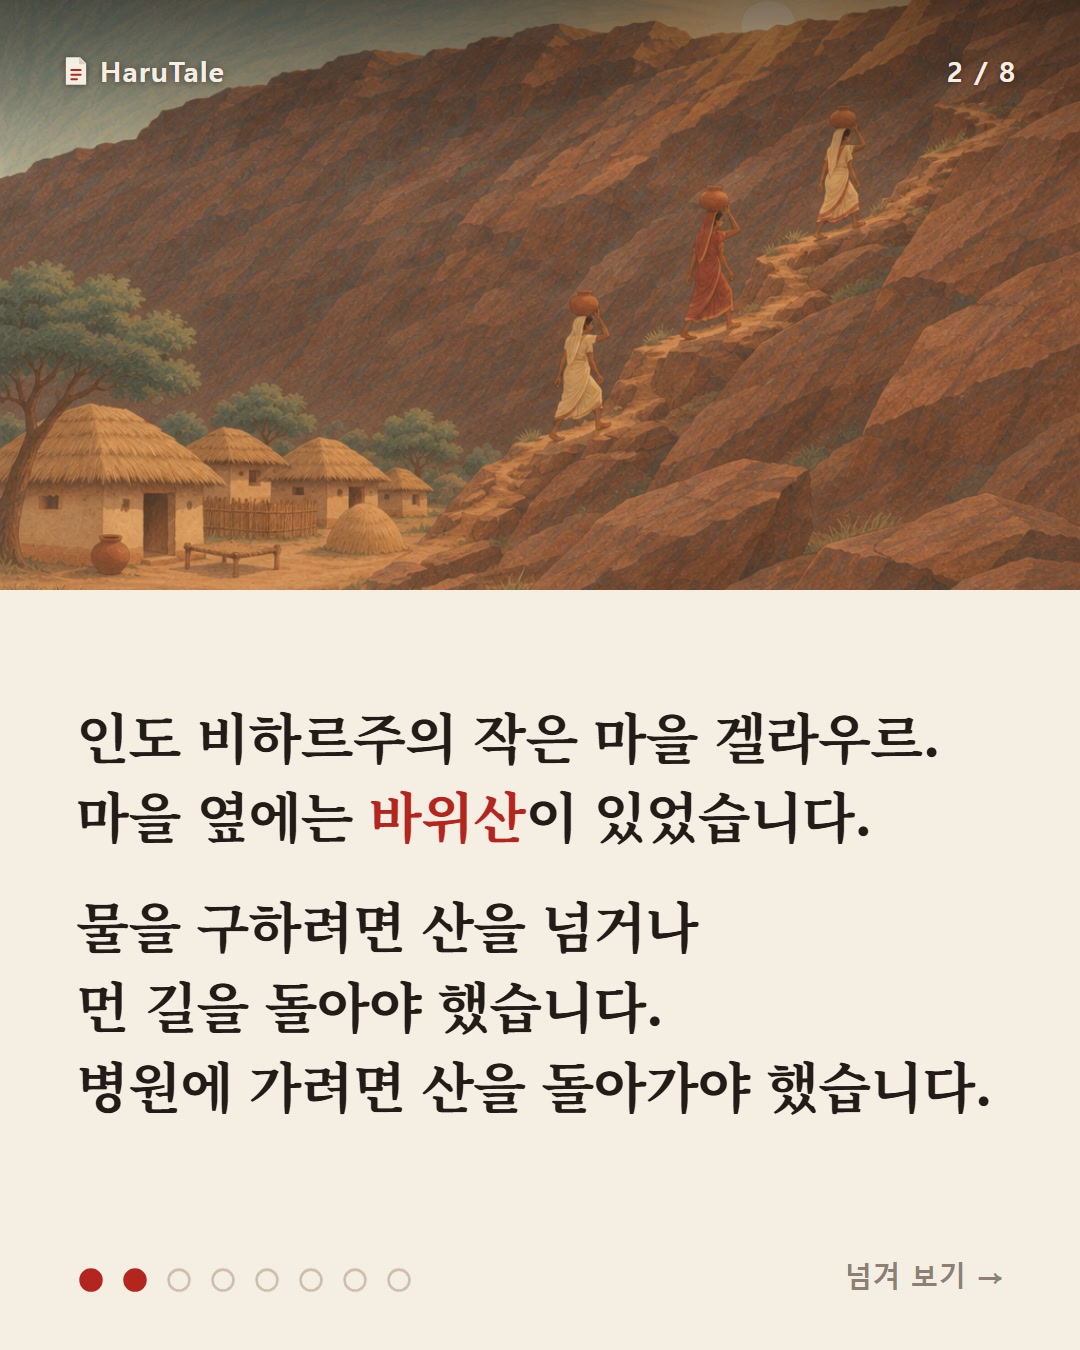 HaruTale
2 / 8
인도 비하르주의 작은 마을 겔라우르.
마을 옆에는 바위산이 있었습니다.
물을 구하려면 산을 넘거나
먼 길을 돌아야 했습니다.
병원에 가려면 산을 돌아가야 했습니다.
넘겨 보기 →